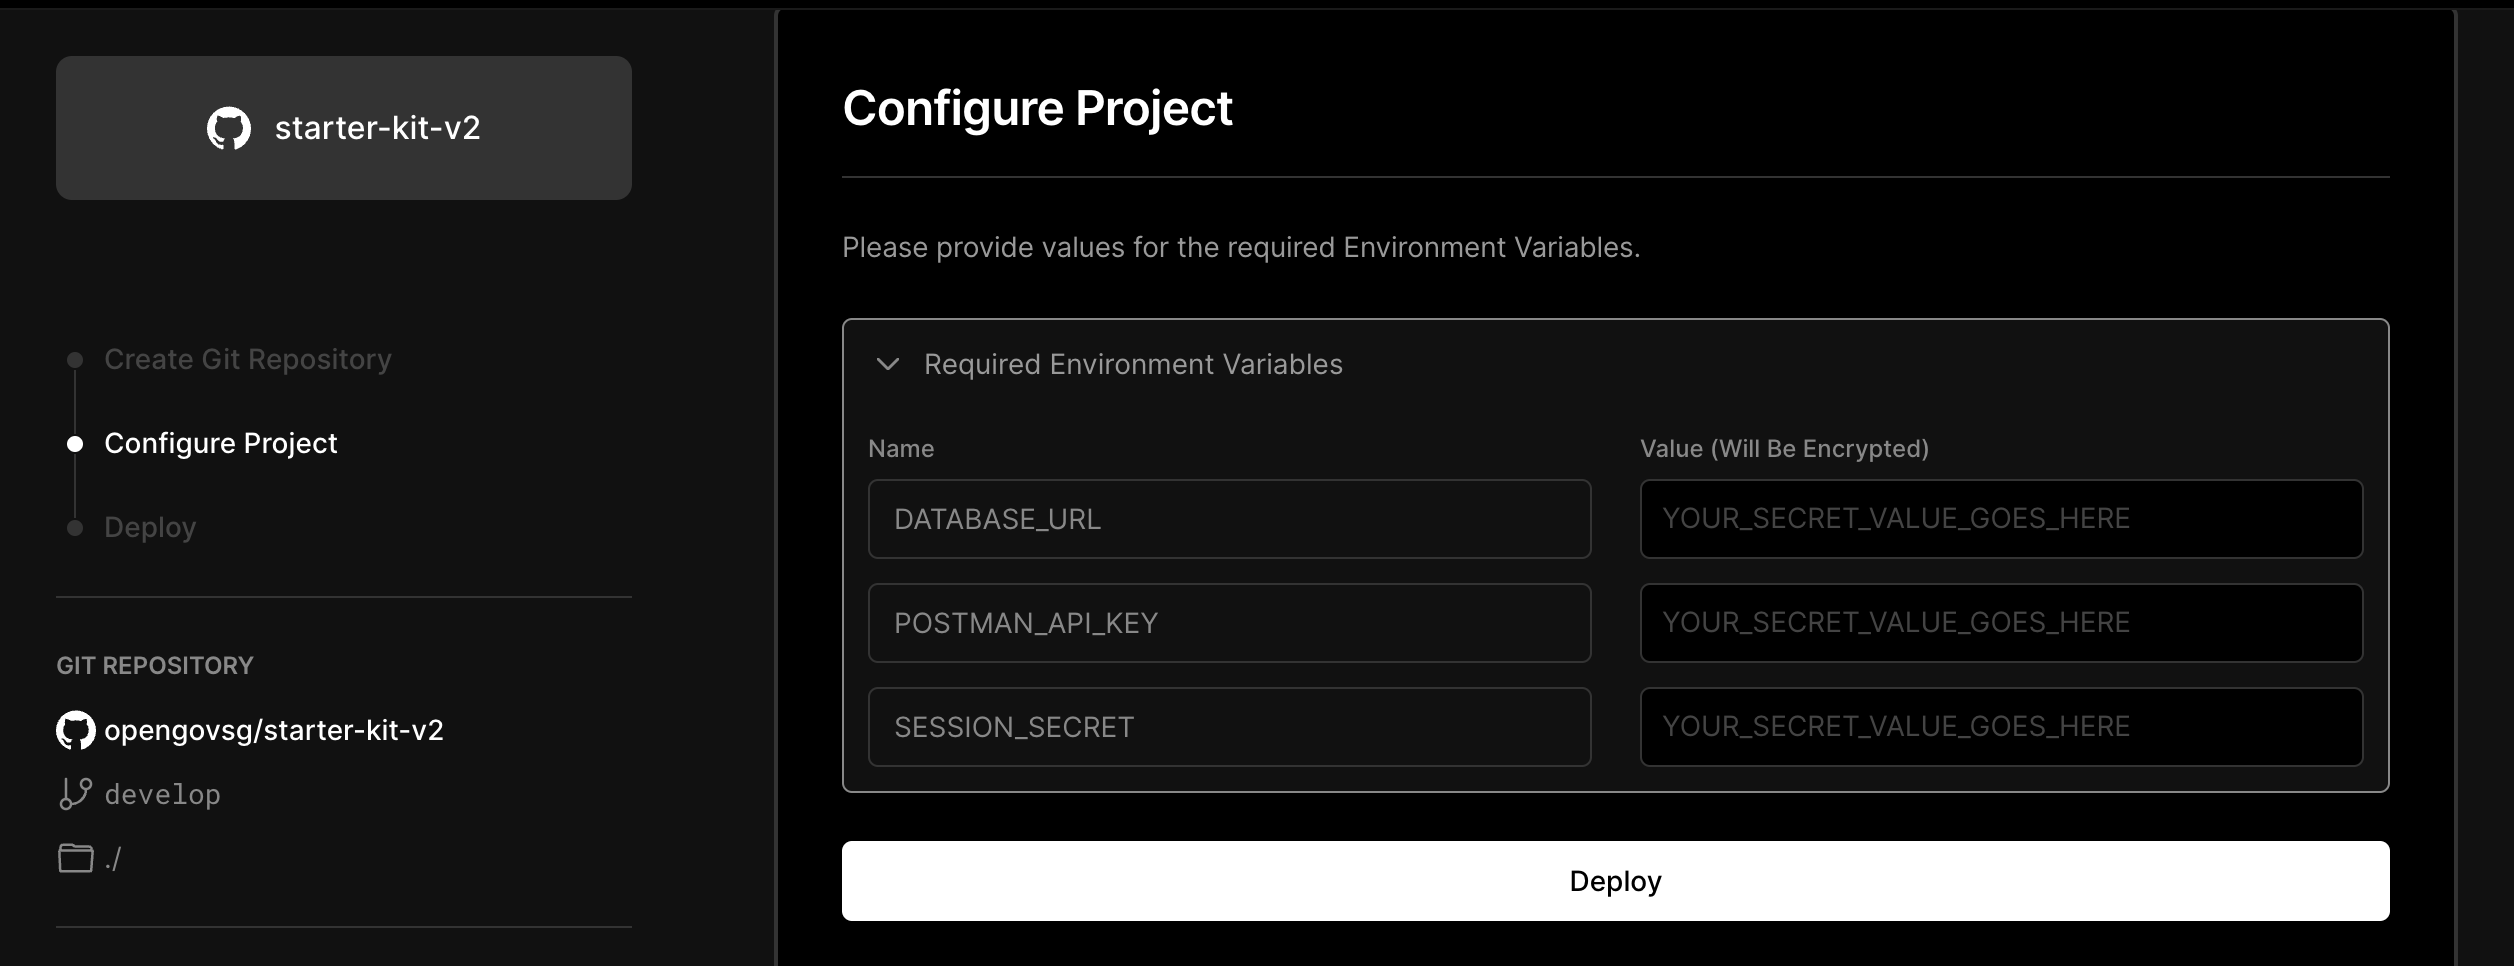 starter-kit-v2
Create Git Repository
Configure Project
Deploy
GIT REPOSITORY
opengovsg/starter-kit-v2
develop
./
Configure Project
Please provide values for the required Environment Variables.
Required Environment Variables
Name
Value (Will Be Encrypted)
DATABASE_URL
YOUR_SECRET_VALUE_GOES_HERE
POSTMAN_API_KEY
YOUR_SECRET_VALUE_GOES_HERE
SESSION_SECRET
YOUR_SECRET_VALUE_GOES_HERE
Deploy